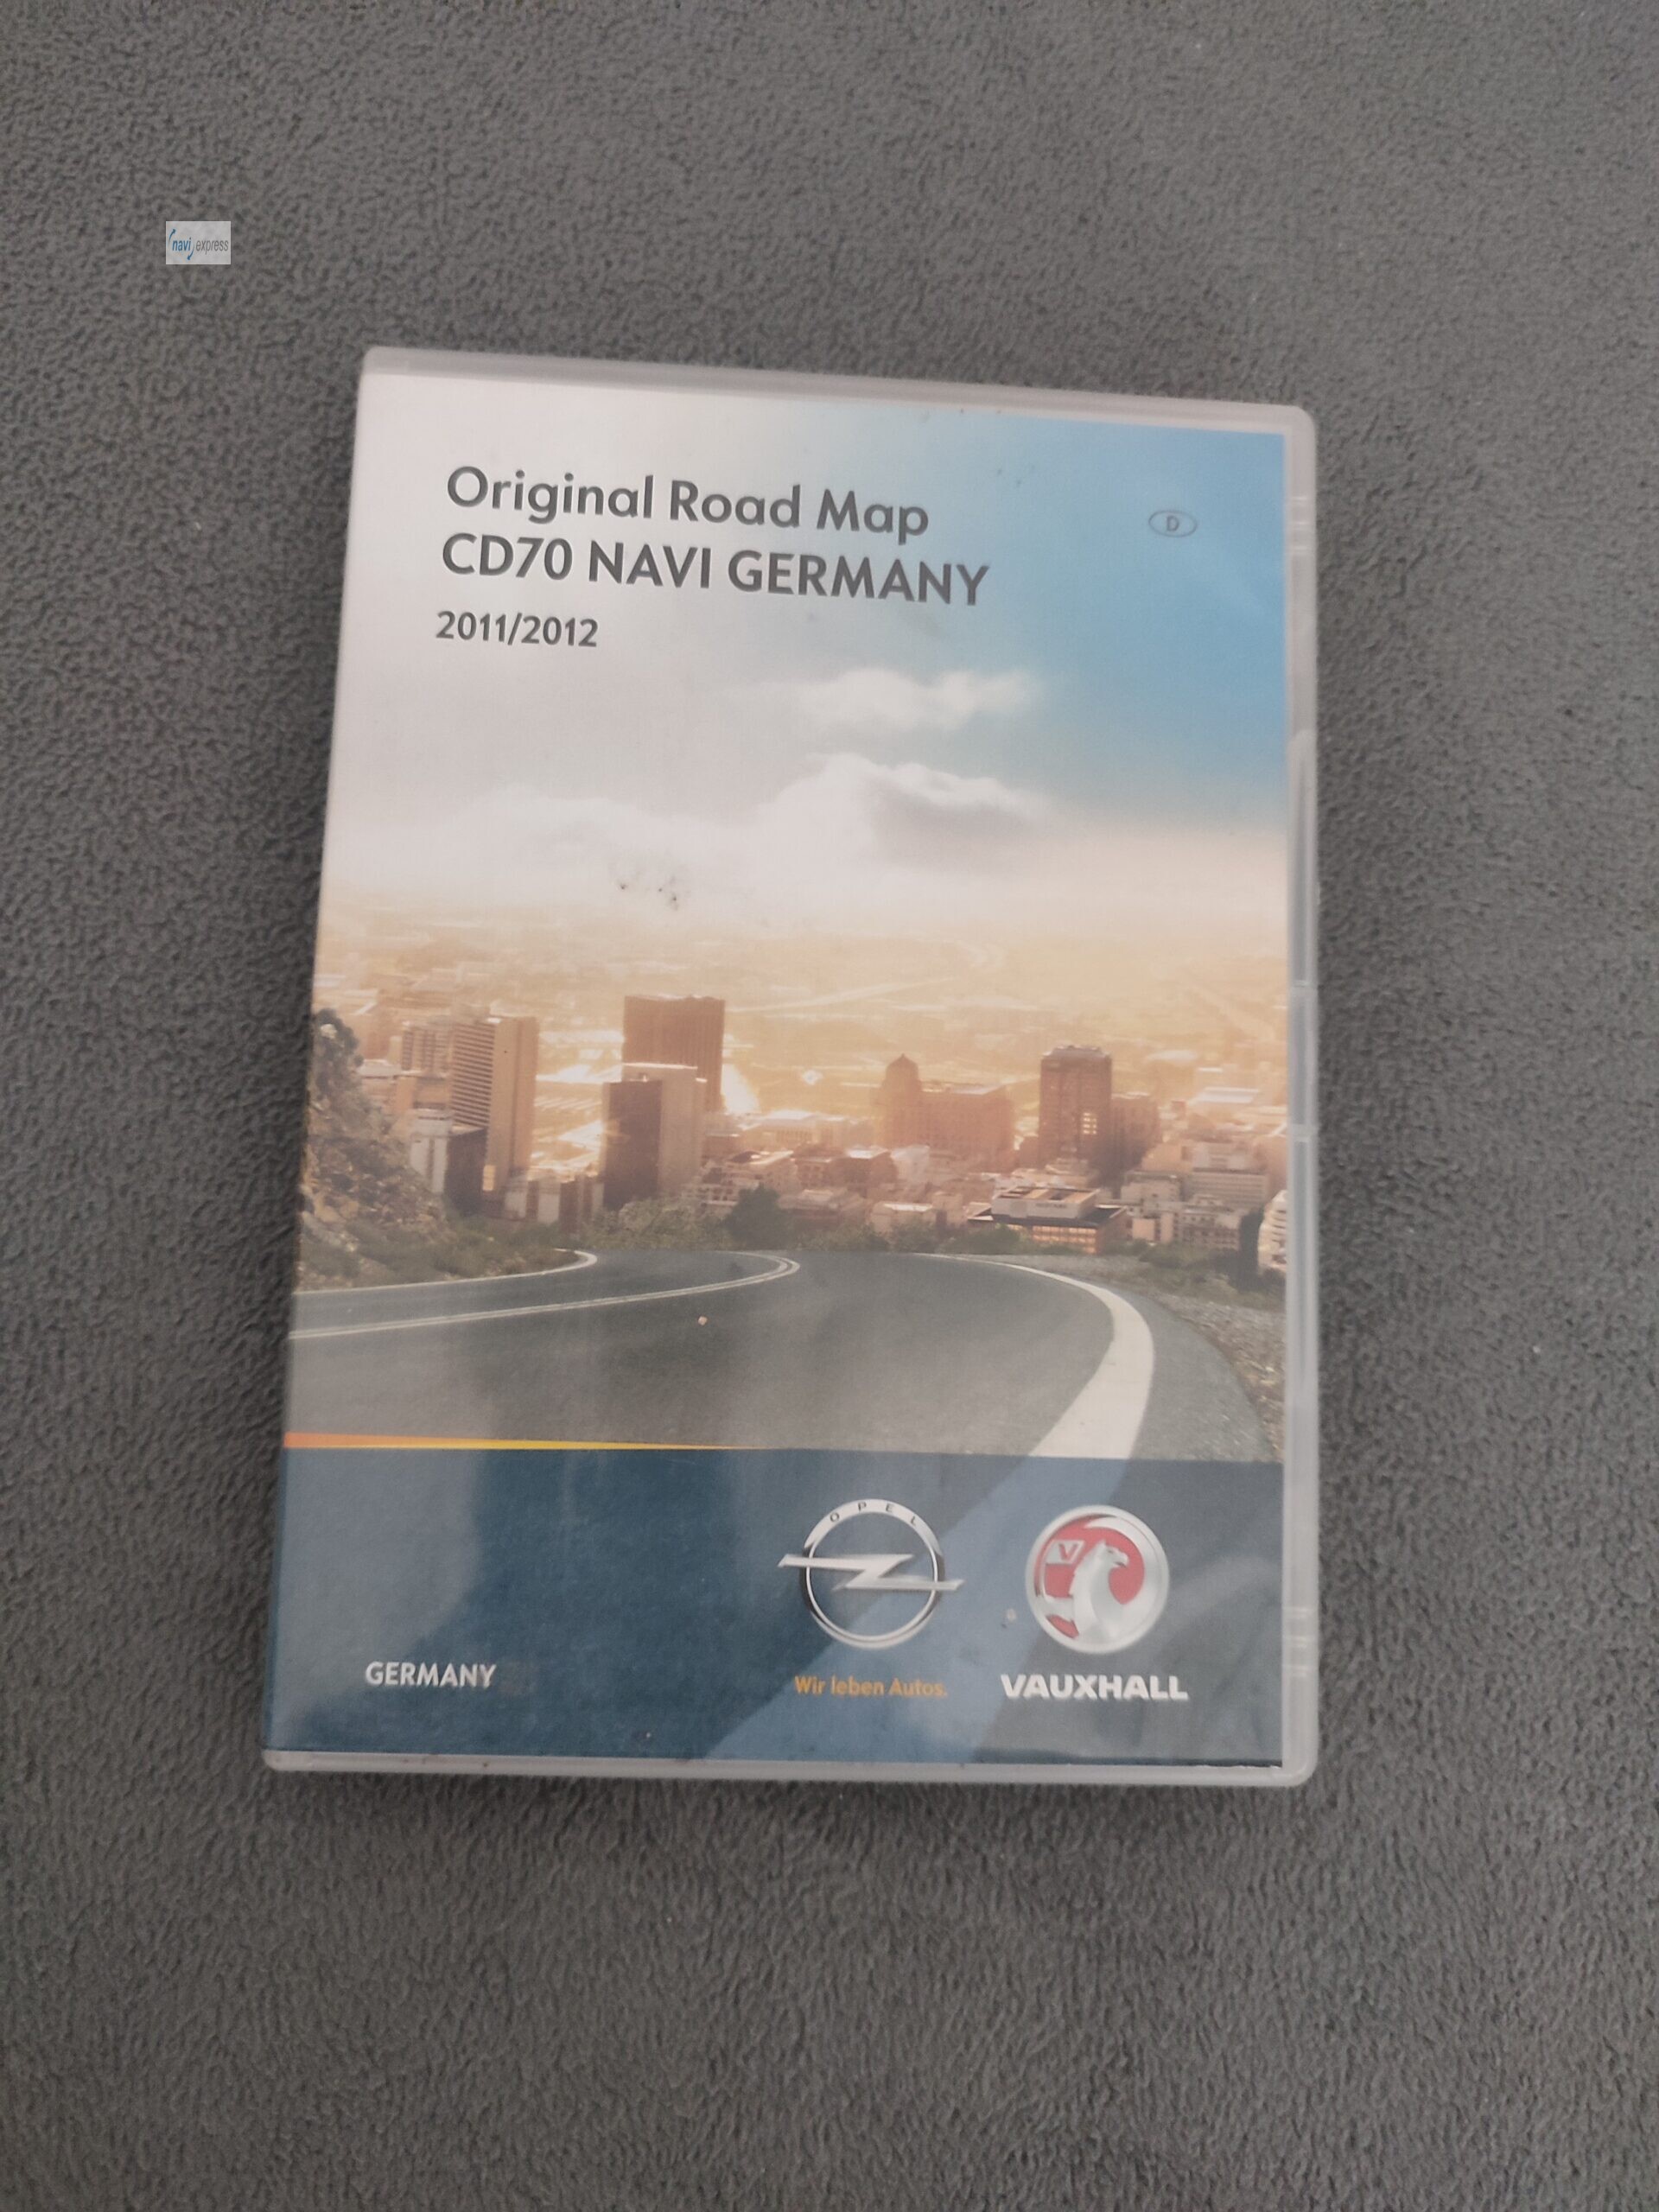 navi express
Original Road Map
D
CD70 NAVI GERMANY
2011/2012
OPEL
V
GERMANY
Wir leben Autos.
VAUXHALL